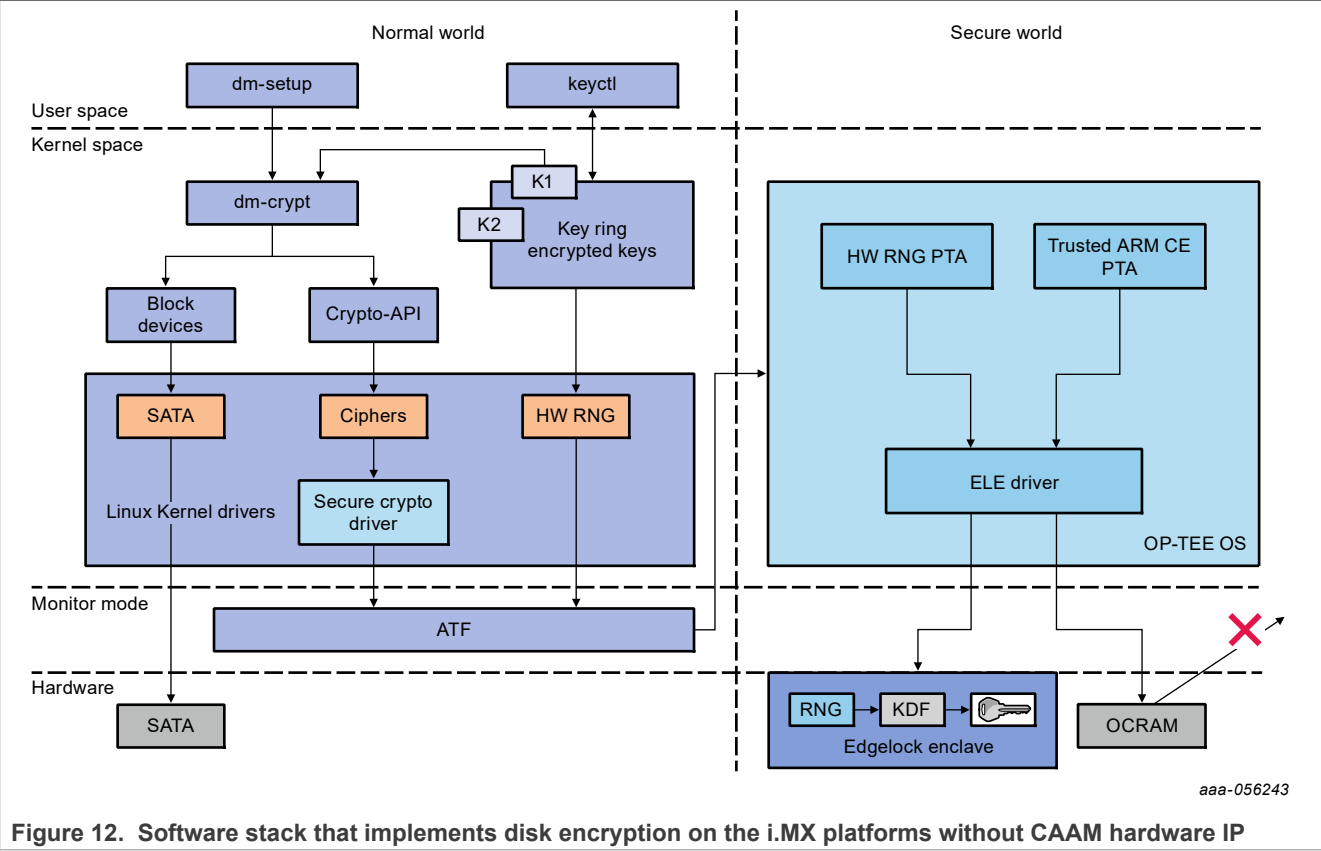 Normal world
Secure world
dm-setup
keyctl
User space
Kernel space
K1
dm-crypt
K2
Key ring
encrypted keys
HW RNG PTA
Trusted ARM CE
PTA
Block
devices
Crypto-API
SATA
Ciphers
HW RNG
ELE driver
Linux Kernel drivers
Secure crypto
driver
OP-TEE OS
Monitor mode
ATF
Hardware
SATA
RNG
KDF
Edgelock enclave
OCRAM
aaa-056243
Figure 12. Software stack that implements disk encryption on the i.MX platforms without CAAM hardware IP